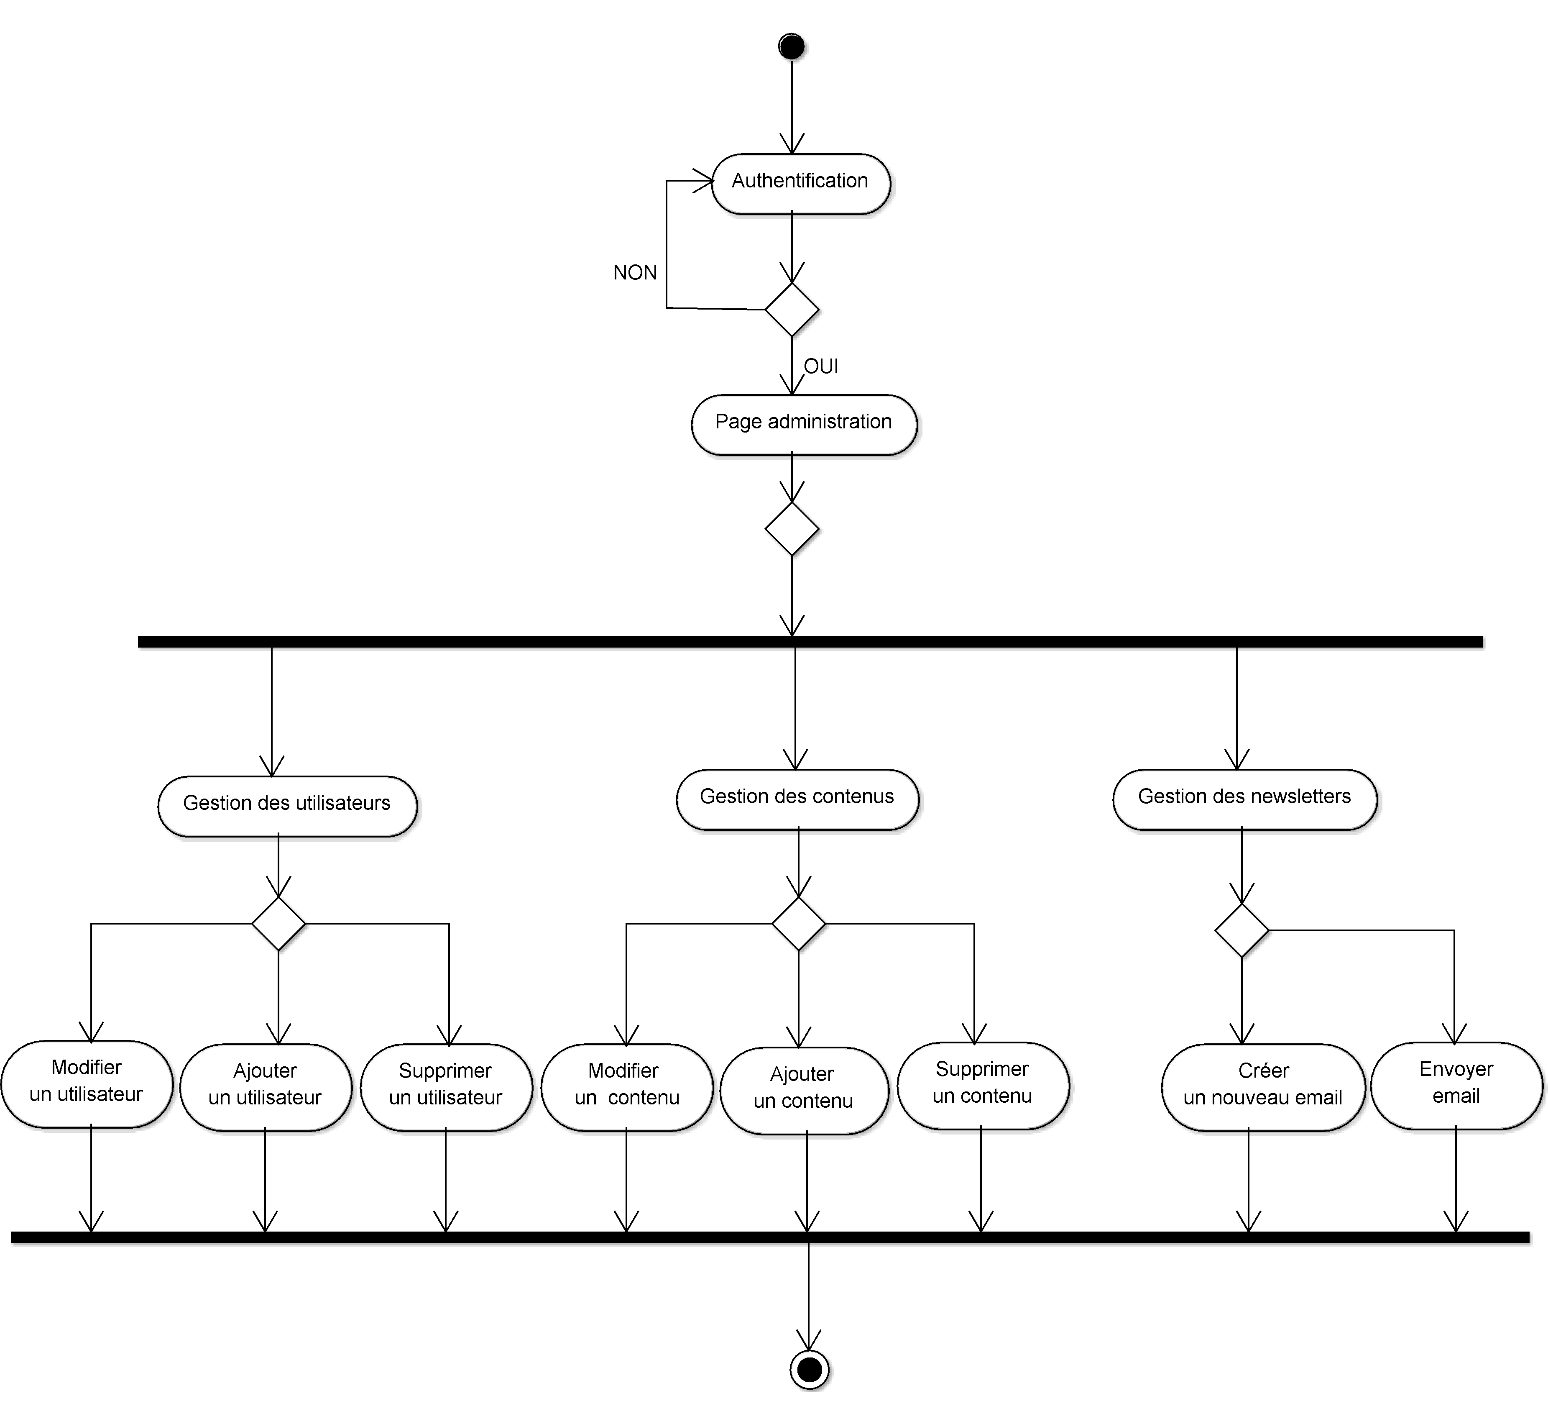 Authentification
NON
OUI
Page administration
Gestion des utilisateurs
Gestion des contenus
Gestion des newsletters
Modifier
un utilisateur
Ajouter
un utilisateur
Supprimer
un utilisateur
Modifier
un  contenu
Ajouter
un contenu
Supprimer
un contenu
Créer
un nouveau email
Envoyer
email